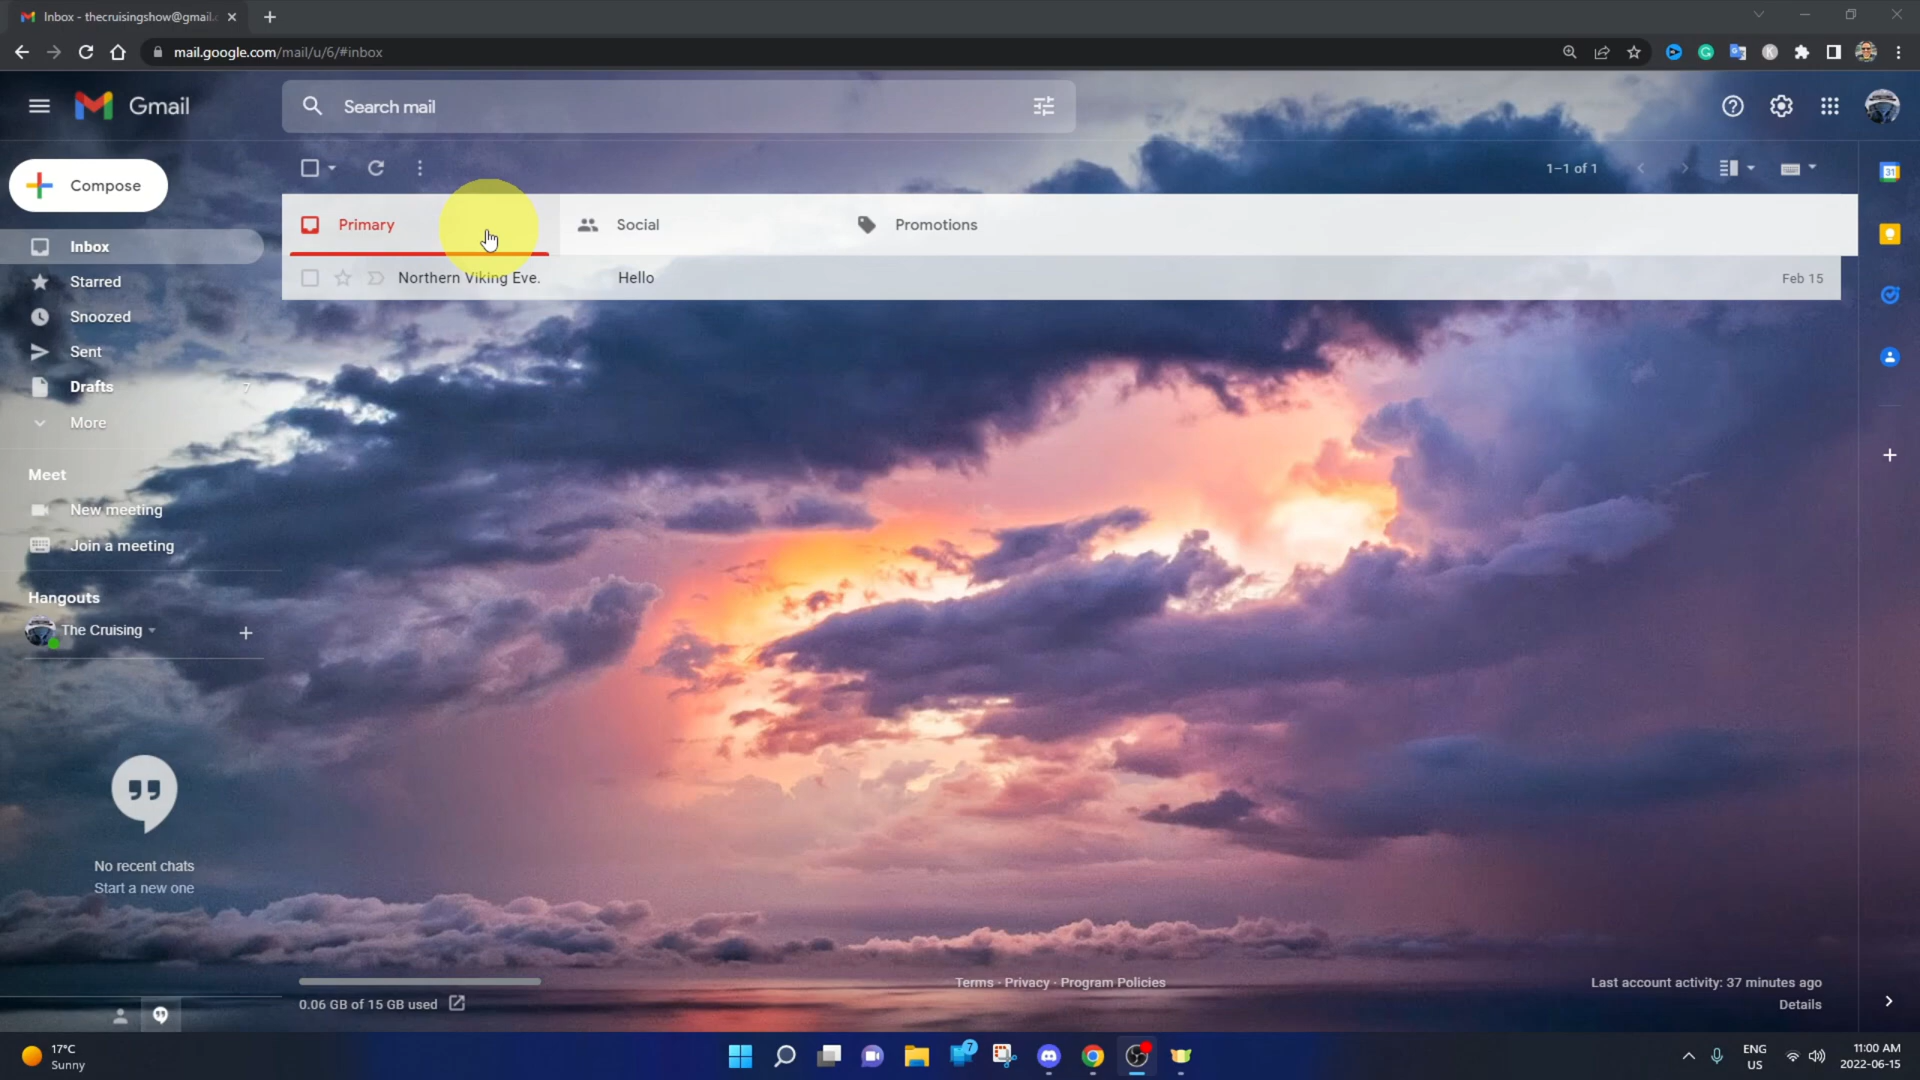 Inbox - thecruisingshow@gmail.
mail.google.com/mail/u/6/#inbox
K
Gmail
Search mail
Compose
1–1 of 1
31
Primary
Social
Promotions
Inbox
Northern Viking Eve.
Hello
Feb 15
Starred
Snoozed
Sent
Drafts
7
More
Meet
New meeting
Join a meeting
Hangouts
The Cruising
No recent chats
Start a new one
Terms · Privacy · Program Policies
Last account activity: 37 minutes ago
0.06 GB of 15 GB used
Details
17°C
Sunny
7
ENG
US
11:00 AM
2022-06-15